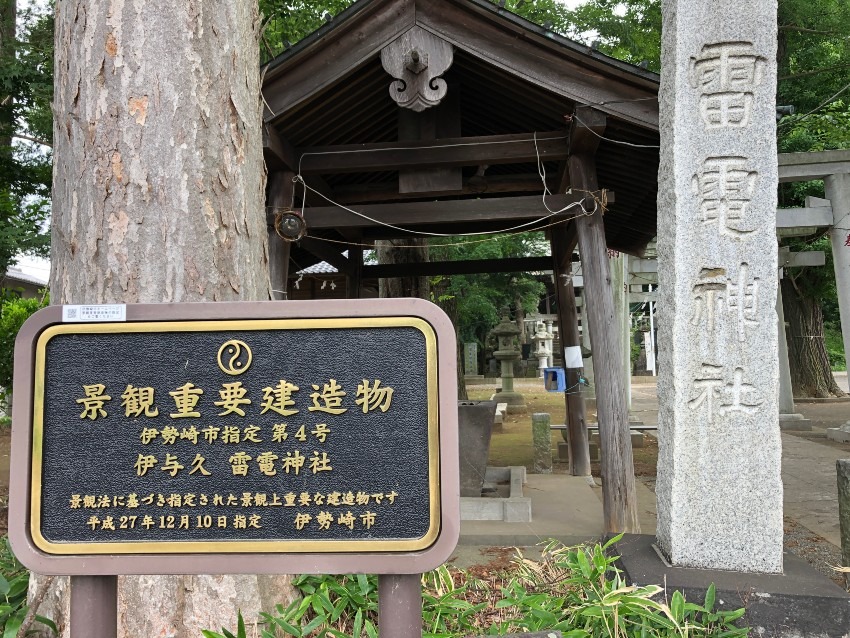 景観重要建造物
伊勢崎市指定 第4号
伊与久 雷電神社
景観法に基づき指定された景観上重要な建造物です
平成27年12月10日指定 伊勢崎市
雷電神社